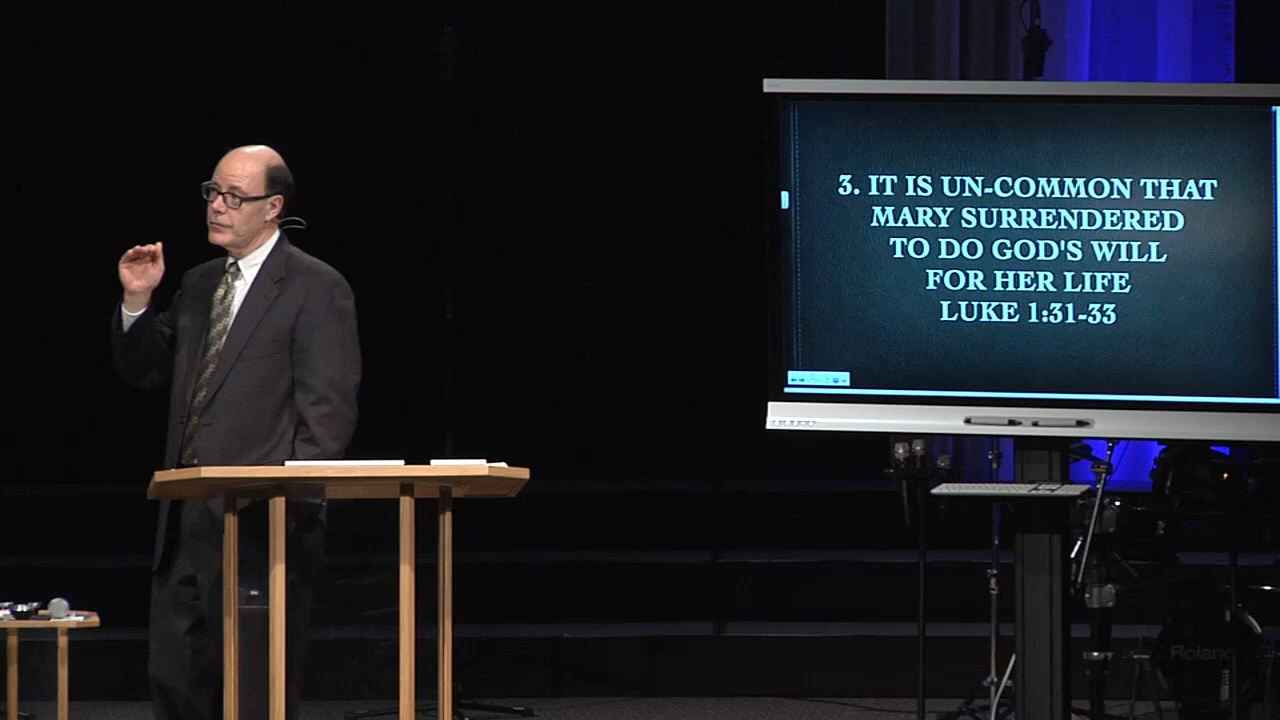 3. IT IS UN-COMMON THAT
MARY SURRENDERED
TO DO GOD'S WILL
FOR HER LIFE
LUKE 1:31-33
Roland